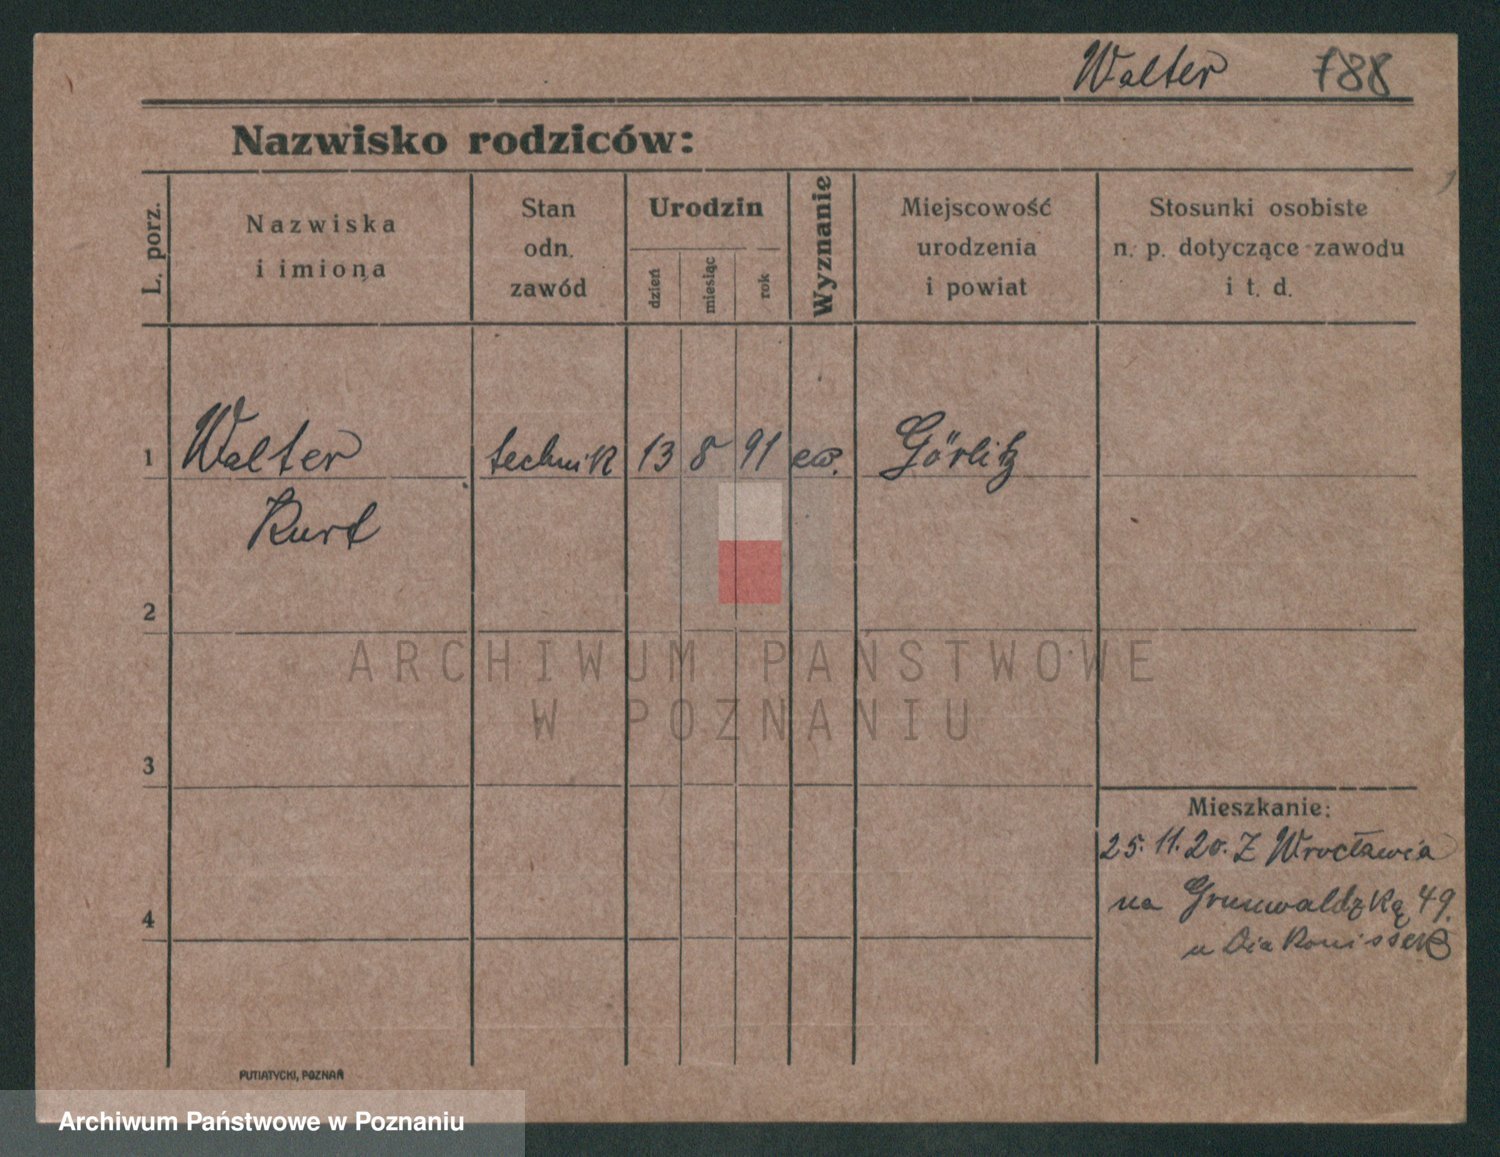 Walter 788
Nazwisko rodziców:
L. porz.
Nazwiska
i imiona
Stan
odn.
zawód
Urodzin
dzień
miesiąc
rok
Wyznanie
Miejscowość
urodzenia
i powiat
Stosunki osobiste
n. p. dotyczące zawodu
i t. d.
1 Walter technik 13 8 91 ew. Görlitz
Kurt
2
ARCHIWUM PAŃSTWOWE
W POZNANIU
3
Mieszkanie:
25.11.20. Z Wrocławia
4 na Grunwaldzką 49.
u Diakonissek
PUTIATYCKI, POZNAŃ
Archiwum Państwowe w Poznaniu